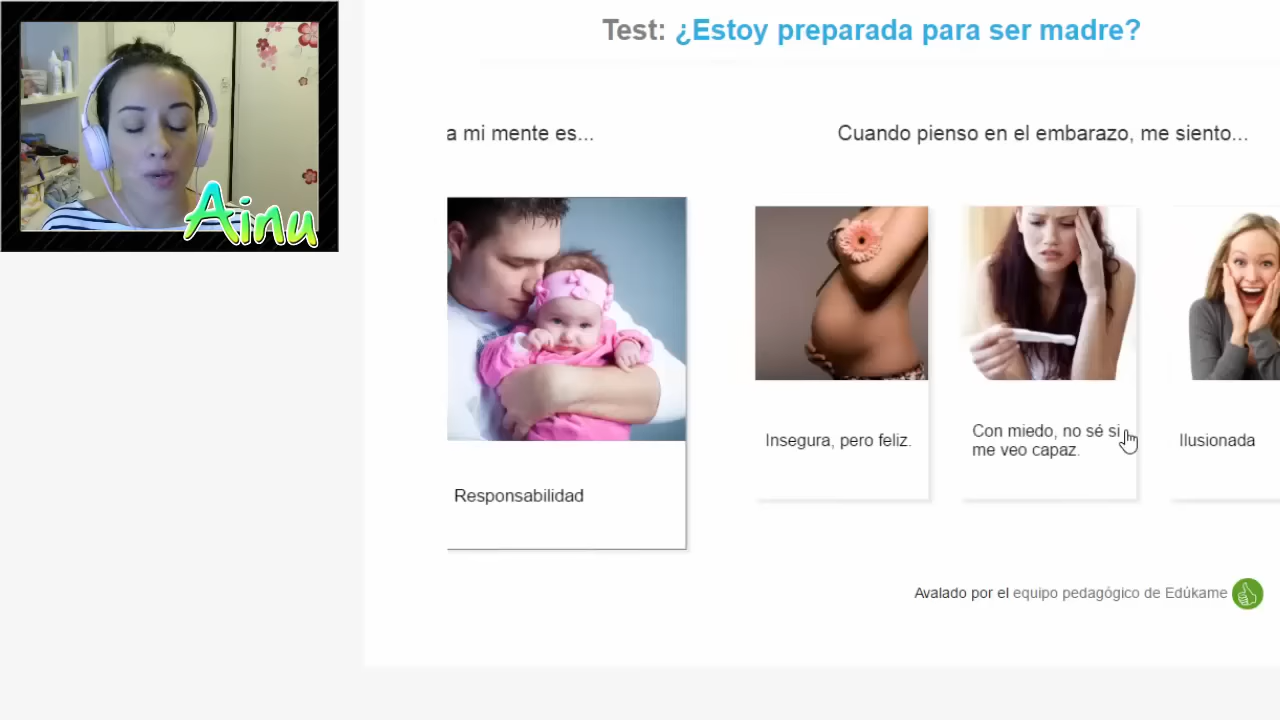 Test: ¿Estoy preparada para ser madre?
Ainu
a mi mente es...
Cuando pienso en el embarazo, me siento...
Responsabilidad
Insegura, pero feliz.
Con miedo, no sé si
me veo capaz.
Ilusionada
Avalado por el equipo pedagógico de Edúkame